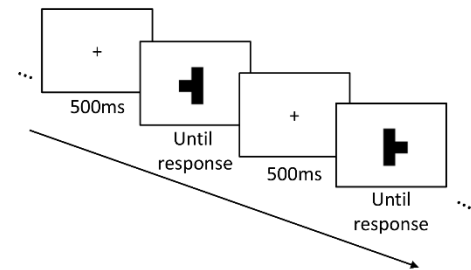 ...
+
500ms
Until
response
+
500ms
Until
response
...